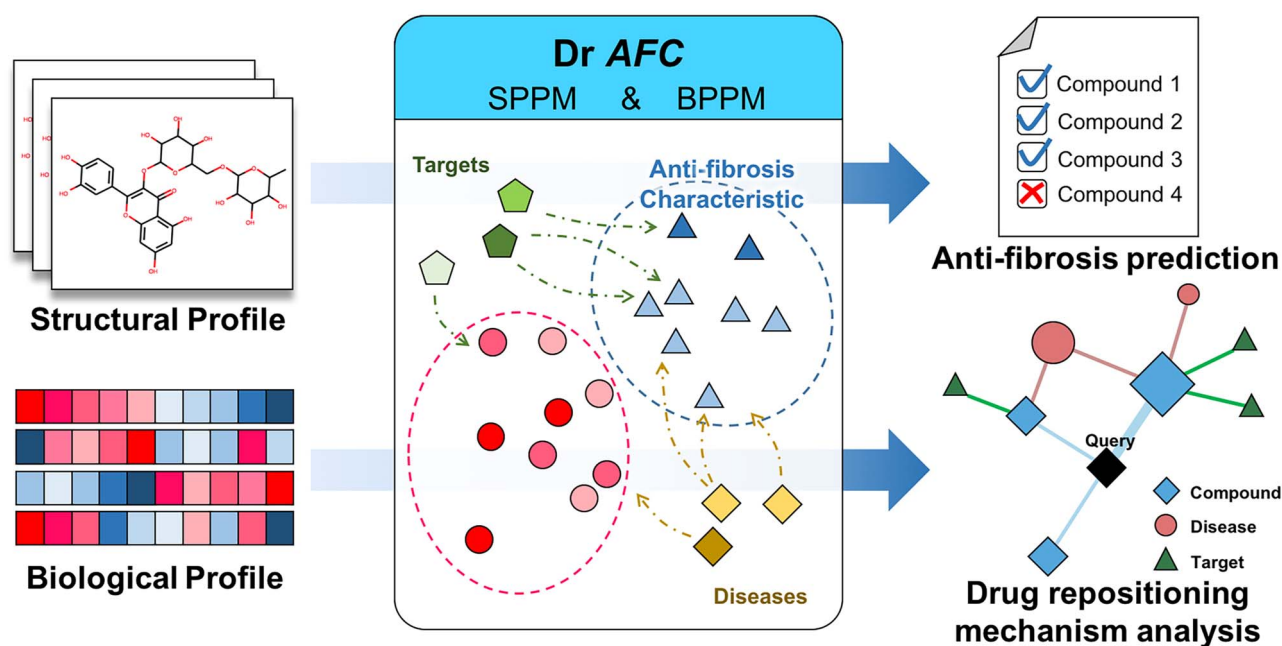 Dr AFC
SPPM & BPPM
Structural Profile
Biological Profile
Targets
Anti-fibrosis
Characteristic
Diseases
Compound 1
Compound 2
Compound 3
Compound 4
Anti-fibrosis prediction
Query
Compound
Disease
Target
Drug repositioning
mechanism analysis